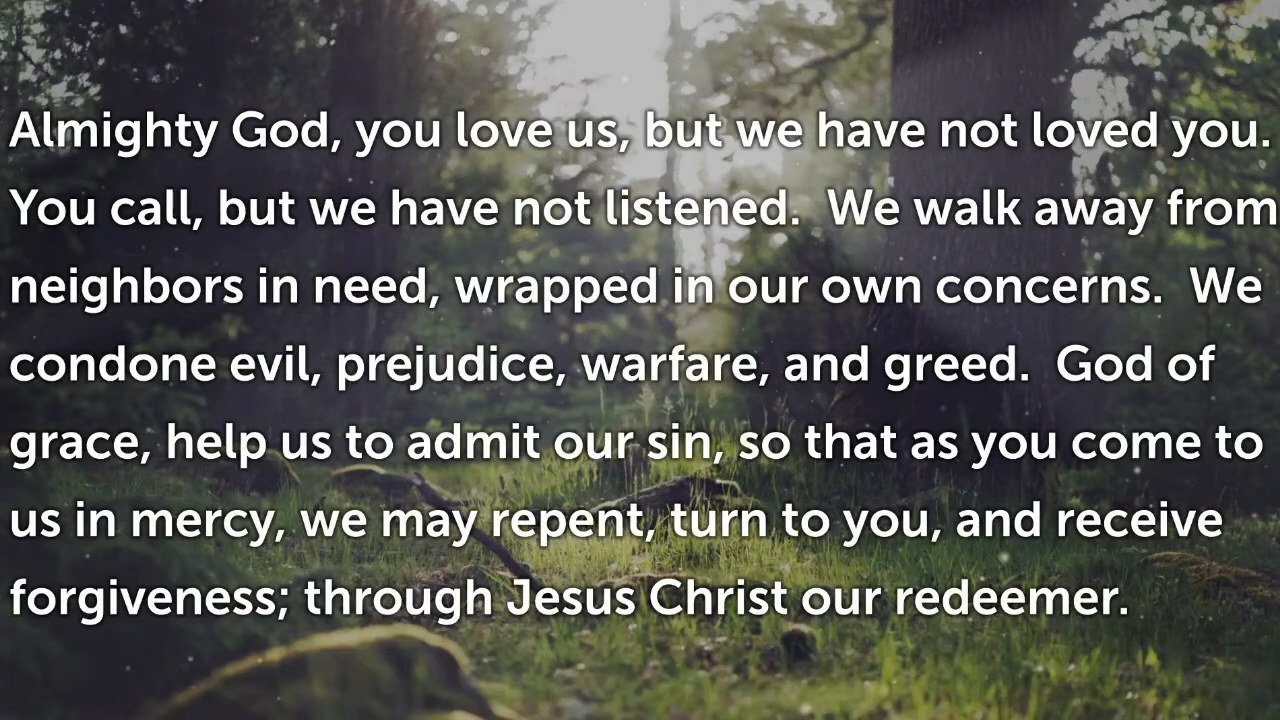 Almighty God, you love us, but we have not loved you.
You call, but we have not listened.  We walk away from
neighbors in need, wrapped in our own concerns.  We
condone evil, prejudice, warfare, and greed.  God of
grace, help us to admit our sin, so that as you come to
us in mercy, we may repent, turn to you, and receive
forgiveness; through Jesus Christ our redeemer.